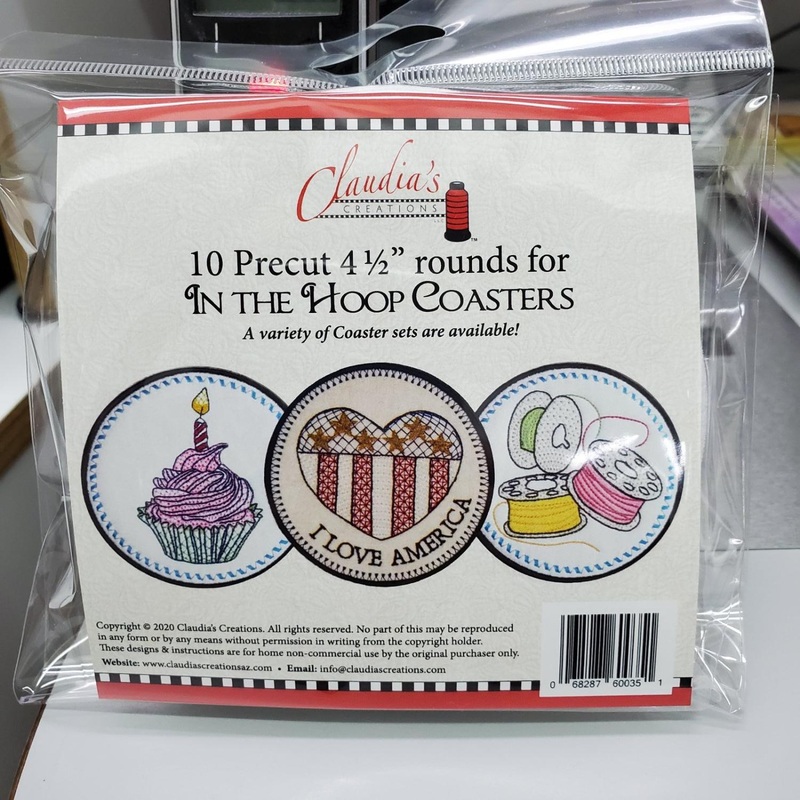 Claudia's
CREATIONS
™
10 Precut 4 ½” rounds for
IN THE HOOP COASTERS
A variety of Coaster sets are available!
I LOVE AMERICA
Copyright © 2020 Claudia's Creations. All rights reserved. No part of this may be reproduced
in any form or by any means without permission in writing from the copyright holder.
These designs & instructions are for home non-commercial use by the original purchaser only.
Website: www.claudiascreationsaz.com • Email: info@claudiascreations.com
0 68287 60035 1